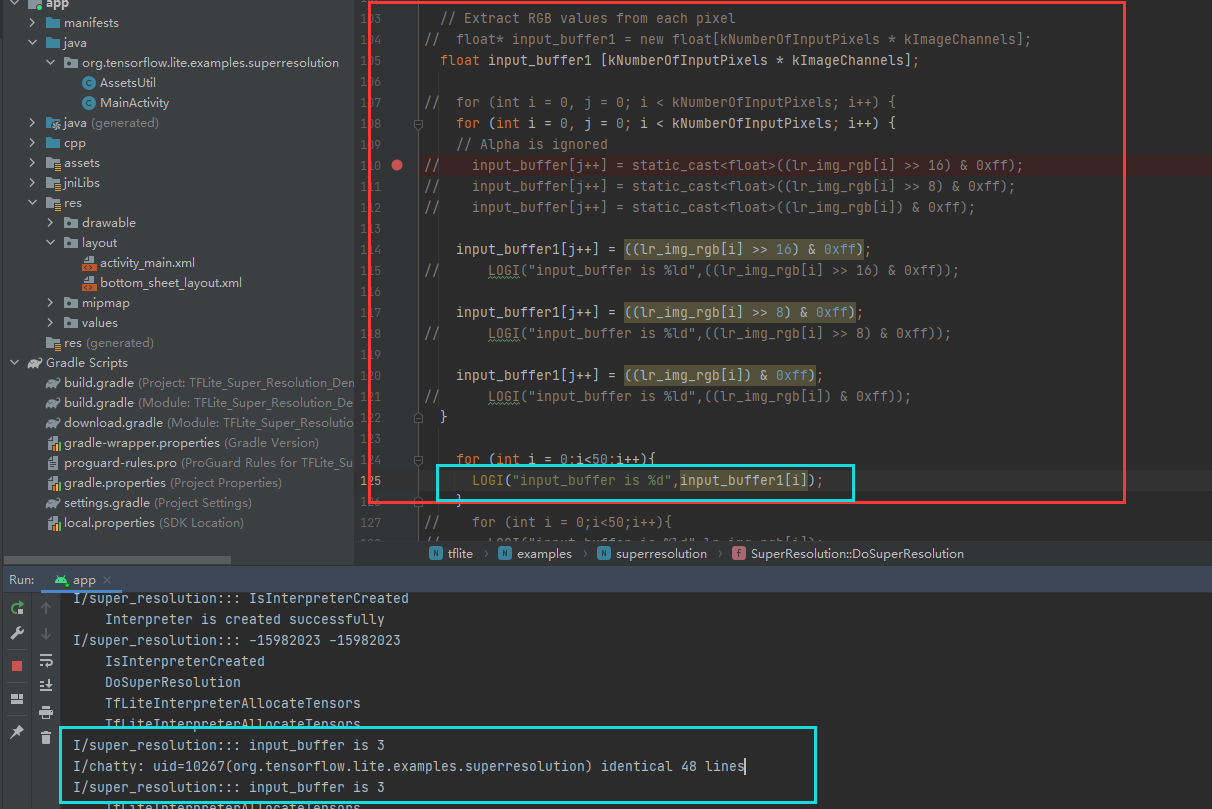 app
manifests
java
org.tensorflow.lite.examples.superresolution
AssetsUtil
MainActivity
java (generated)
cpp
assets
jniLibs
res
drawable
layout
activity_main.xml
bottom_sheet_layout.xml
mipmap
values
res (generated)
Gradle Scripts
build.gradle (Project: TFLite_Super_Resolution_Den
build.gradle (Module: TFLite_Super_Resolution_De
download.gradle (Module: TFLite_Super_Resolutio
gradle-wrapper.properties (Gradle Version)
proguard-rules.pro (ProGuard Rules for TFLite_Su
gradle.properties (Project Properties)
settings.gradle (Project Settings)
local.properties (SDK Location)
103 // Extract RGB values from each pixel
104 // float* input_buffer1 = new float[kNumberOfInputPixels * kImageChannels];
105 float input_buffer1 [kNumberOfInputPixels * kImageChannels];
106
107 // for (int i = 0, j = 0; i < kNumberOfInputPixels; i++) {
108 for (int i = 0, j = 0; i < kNumberOfInputPixels; i++) {
109 // Alpha is ignored
110 // input_buffer[j++] = static_cast<float>((lr_img_rgb[i] >> 16) & 0xff);
111 // input_buffer[j++] = static_cast<float>((lr_img_rgb[i] >> 8) & 0xff);
112 // input_buffer[j++] = static_cast<float>((lr_img_rgb[i]) & 0xff);
113
114 input_buffer1[j++] = ((lr_img_rgb[i] >> 16) & 0xff);
115 // LOGI("input_buffer is %ld",((lr_img_rgb[i] >> 16) & 0xff));
116
117 input_buffer1[j++] = ((lr_img_rgb[i] >> 8) & 0xff);
118 // LOGI("input_buffer is %ld",((lr_img_rgb[i] >> 8) & 0xff));
119
120 input_buffer1[j++] = ((lr_img_rgb[i]) & 0xff);
121 // LOGI("input_buffer is %ld",((lr_img_rgb[i]) & 0xff));
122 }
123
124 for (int i = 0;i<50;i++){
125 LOGI("input_buffer is %d",input_buffer1[i]);
126 }
127 // for (int i = 0;i<50;i++){
tflite > examples > superresolution > SuperResolution::DoSuperResolution
Run: app ×
I/super_resolution::: IsInterpreterCreated
Interpreter is created successfully
I/super_resolution::: -15982023 -15982023
IsInterpreterCreated
DoSuperResolution
TfLiteInterpreterAllocateTensors
TfLiteInterpreterAllocateTensors
I/super_resolution::: input_buffer is 3
I/chatty: uid=10267(org.tensorflow.lite.examples.superresolution) identical 48 lines
I/super_resolution::: input_buffer is 3
TfLiteInterpreterAllocateTensors